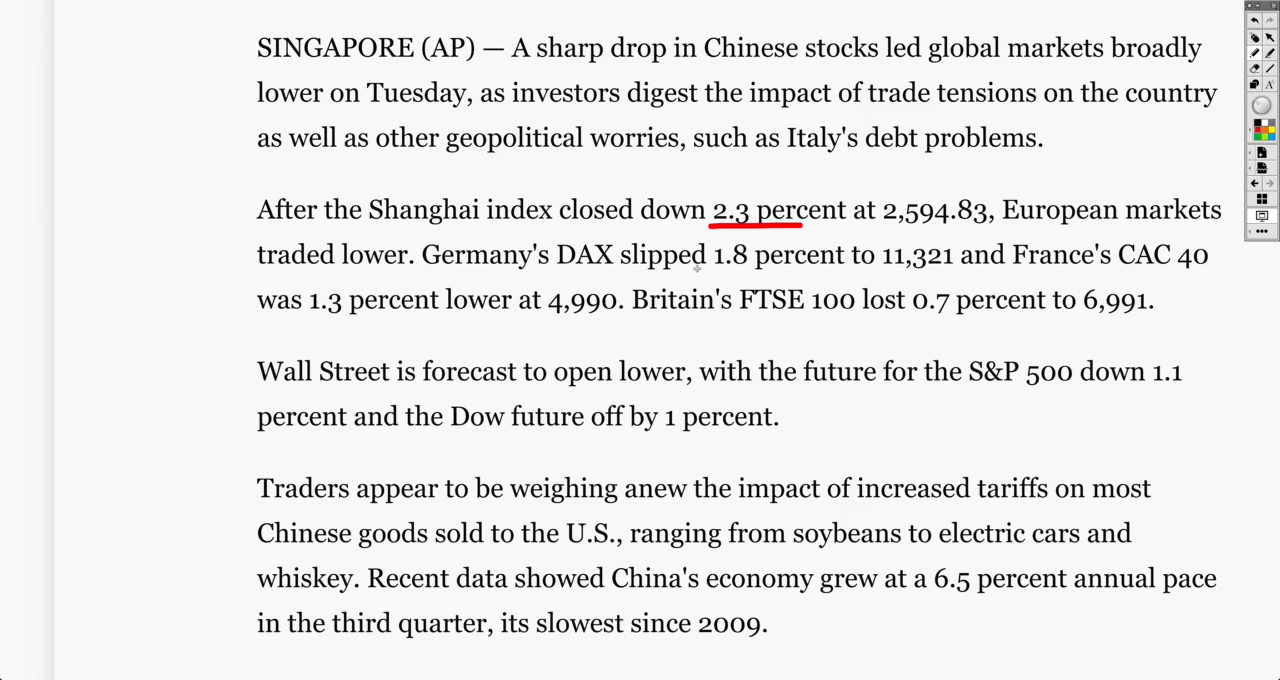 SINGAPORE (AP) — A sharp drop in Chinese stocks led global markets broadly
lower on Tuesday, as investors digest the impact of trade tensions on the country
as well as other geopolitical worries, such as Italy's debt problems.
After the Shanghai index closed down 2.3 percent at 2,594.83, European markets
traded lower. Germany's DAX slipped 1.8 percent to 11,321 and France's CAC 40
was 1.3 percent lower at 4,990. Britain's FTSE 100 lost 0.7 percent to 6,991.
Wall Street is forecast to open lower, with the future for the S&P 500 down 1.1
percent and the Dow future off by 1 percent.
Traders appear to be weighing anew the impact of increased tariffs on most
Chinese goods sold to the U.S., ranging from soybeans to electric cars and
whiskey. Recent data showed China's economy grew at a 6.5 percent annual pace
in the third quarter, its slowest since 2009.